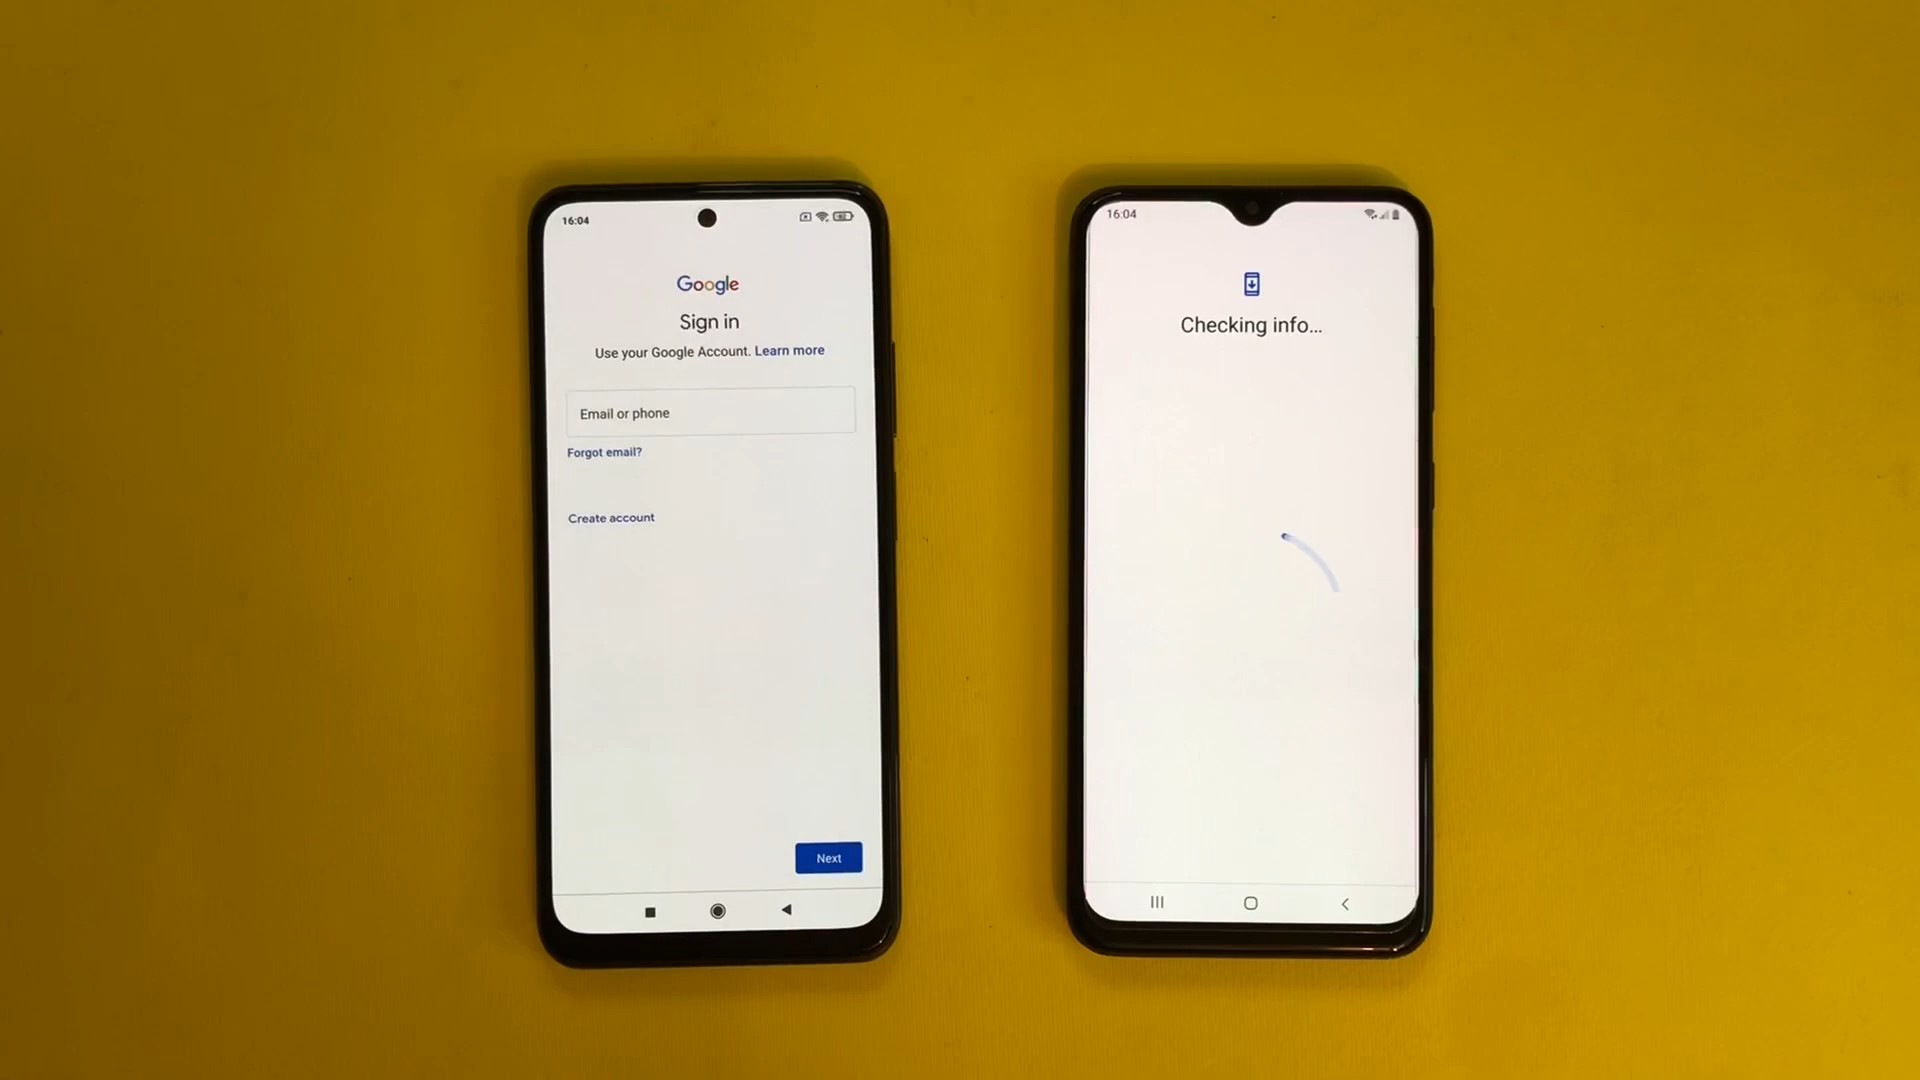 16:04
Google
Sign in
Use your Google Account. Learn more
Email or phone
Forgot email?
Create account
Next
16:04
Checking info...